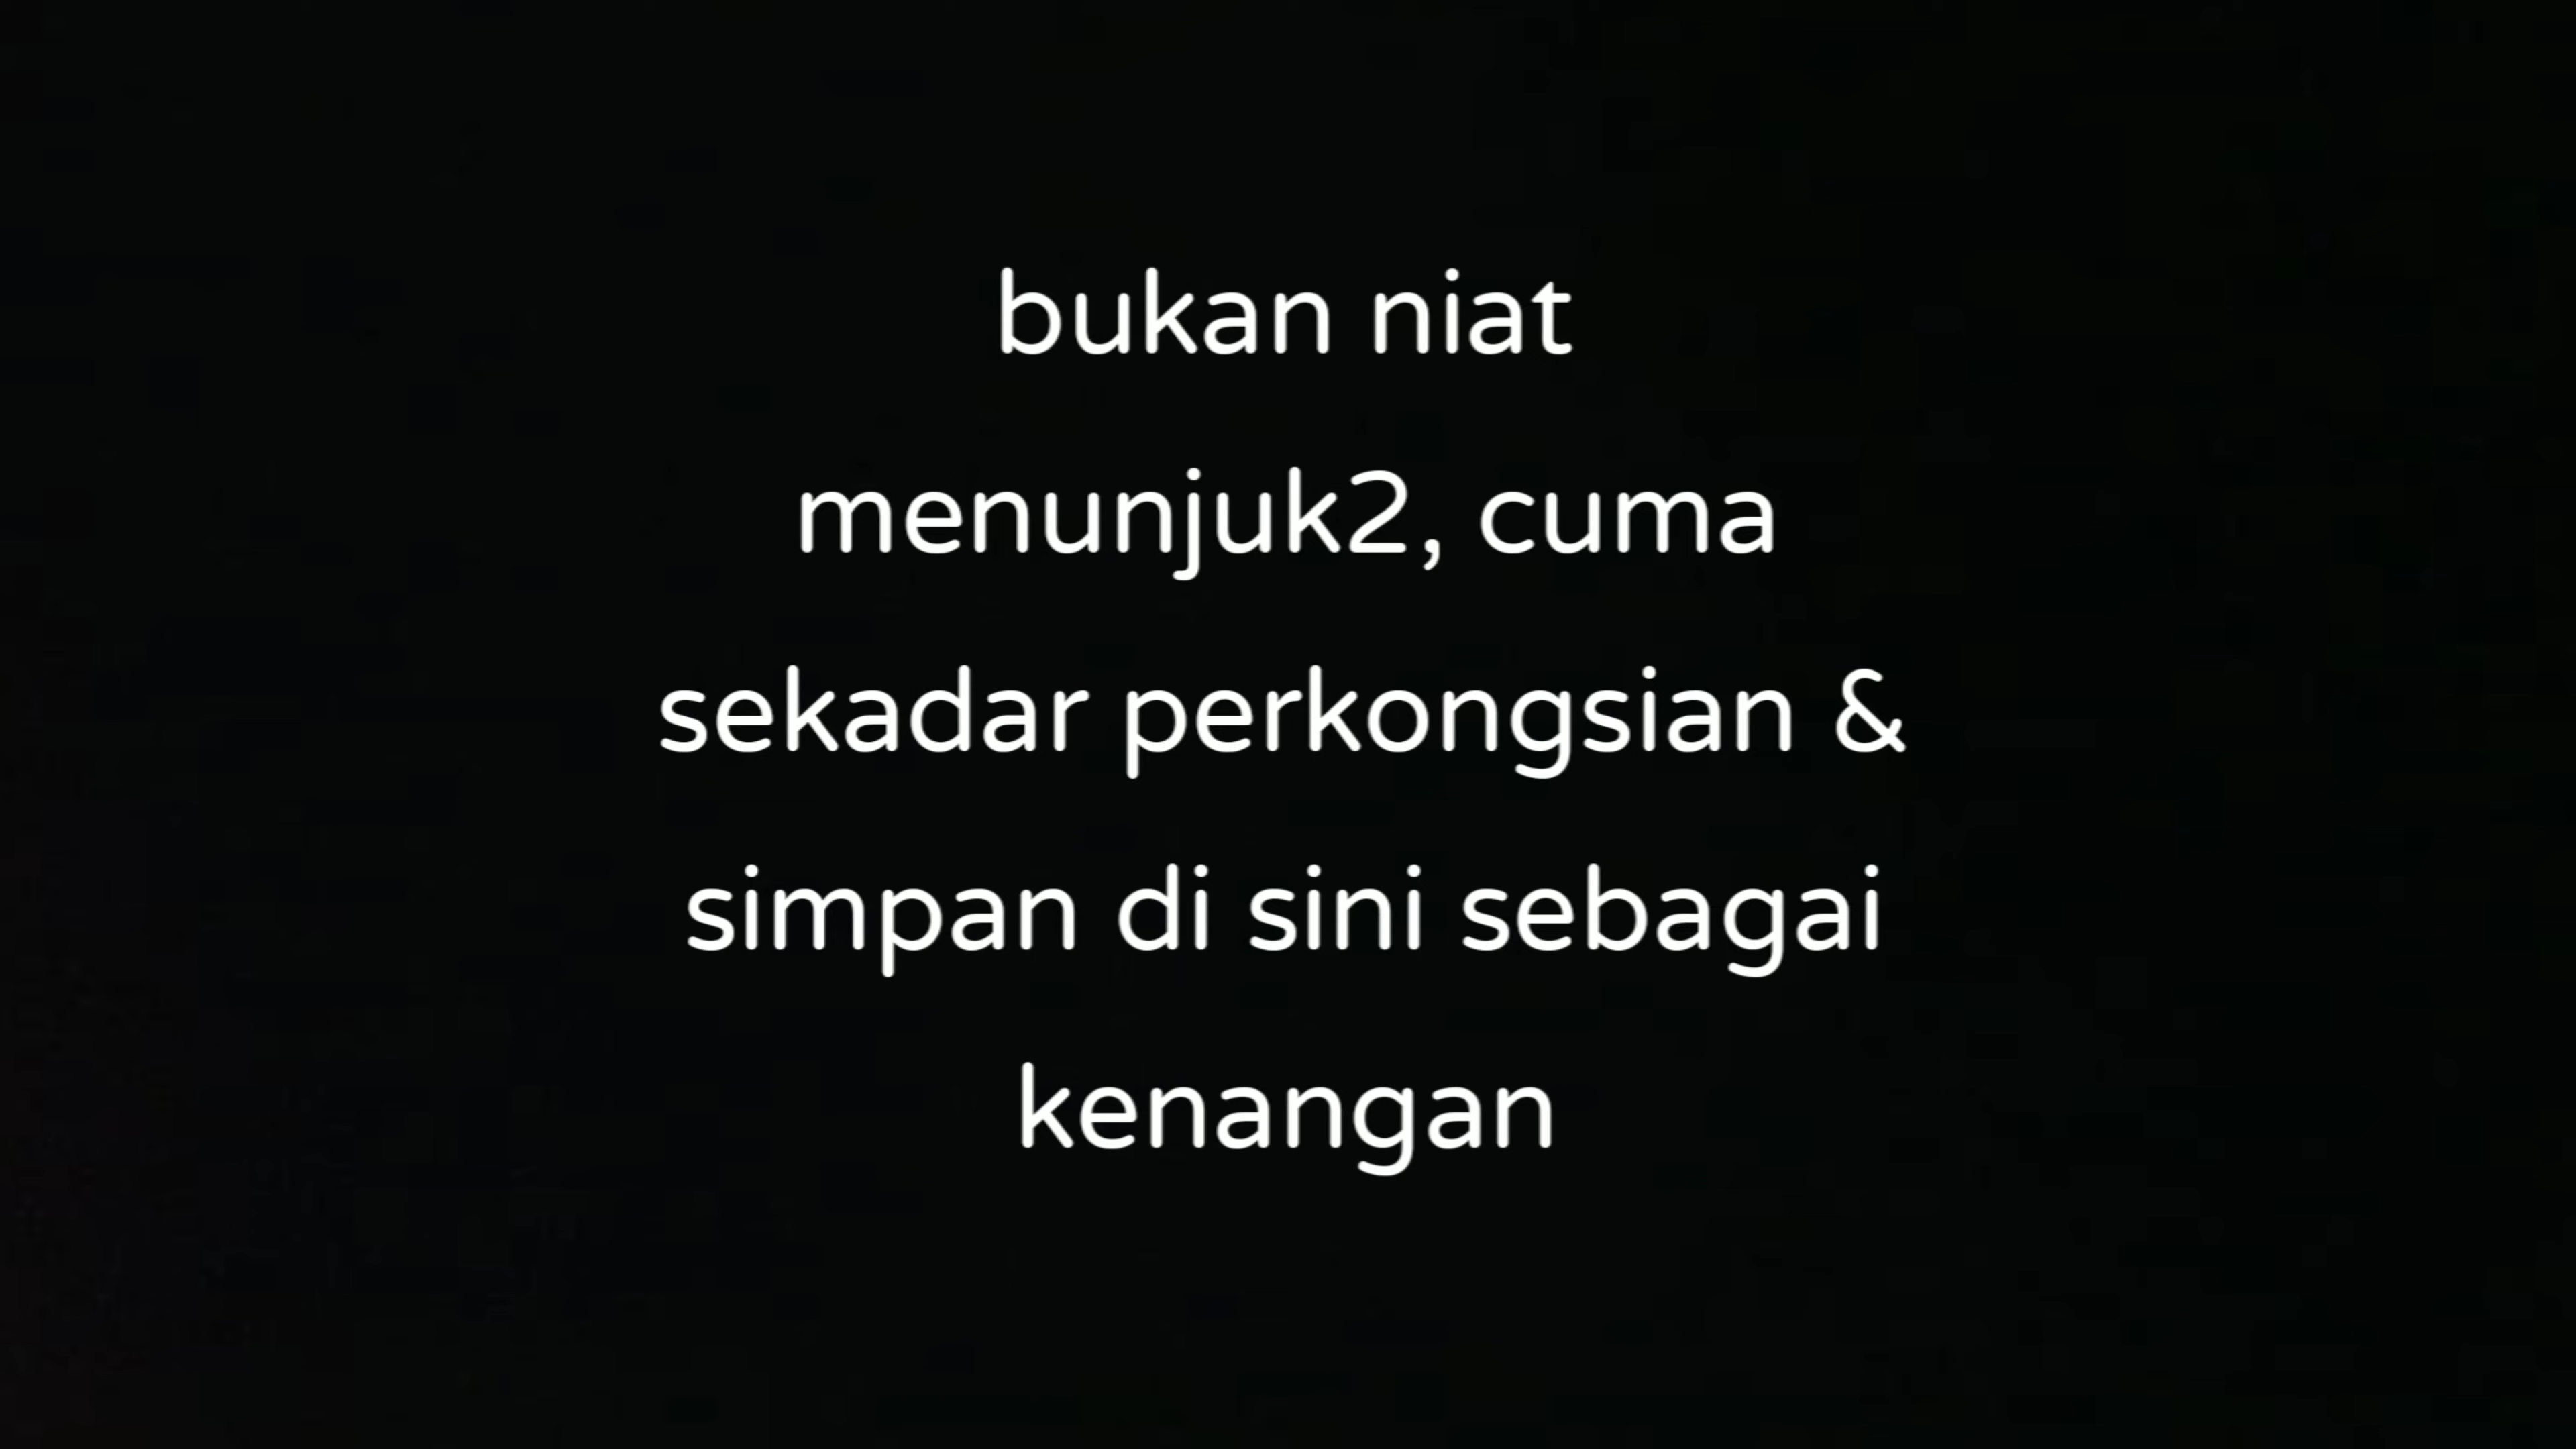 bukan niat
menunjuk2, cuma
sekadar perkongsian &
simpan di sini sebagai
kenangan